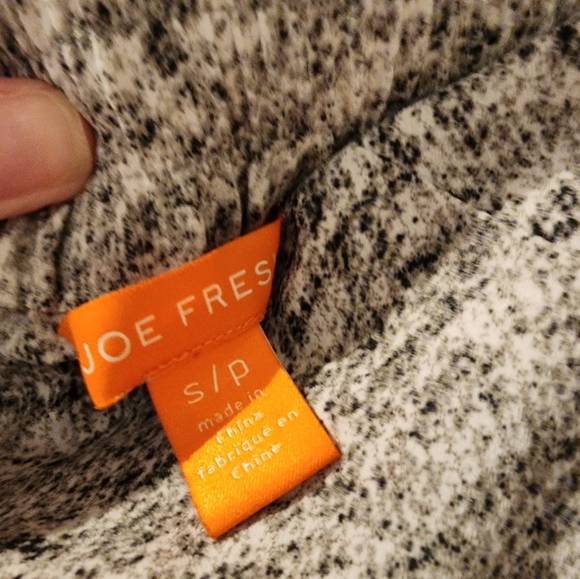 JOE FRES
s/p
made in
China
fabriqué en
Chine